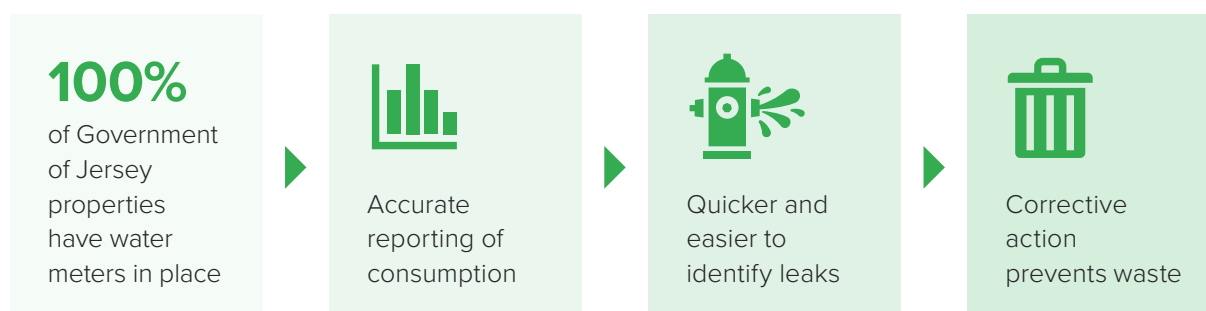 100%
of Government
of Jersey
properties
have water
meters in place
Accurate
reporting of
consumption
Quicker and
easier to
identify leaks
Corrective
action
prevents waste